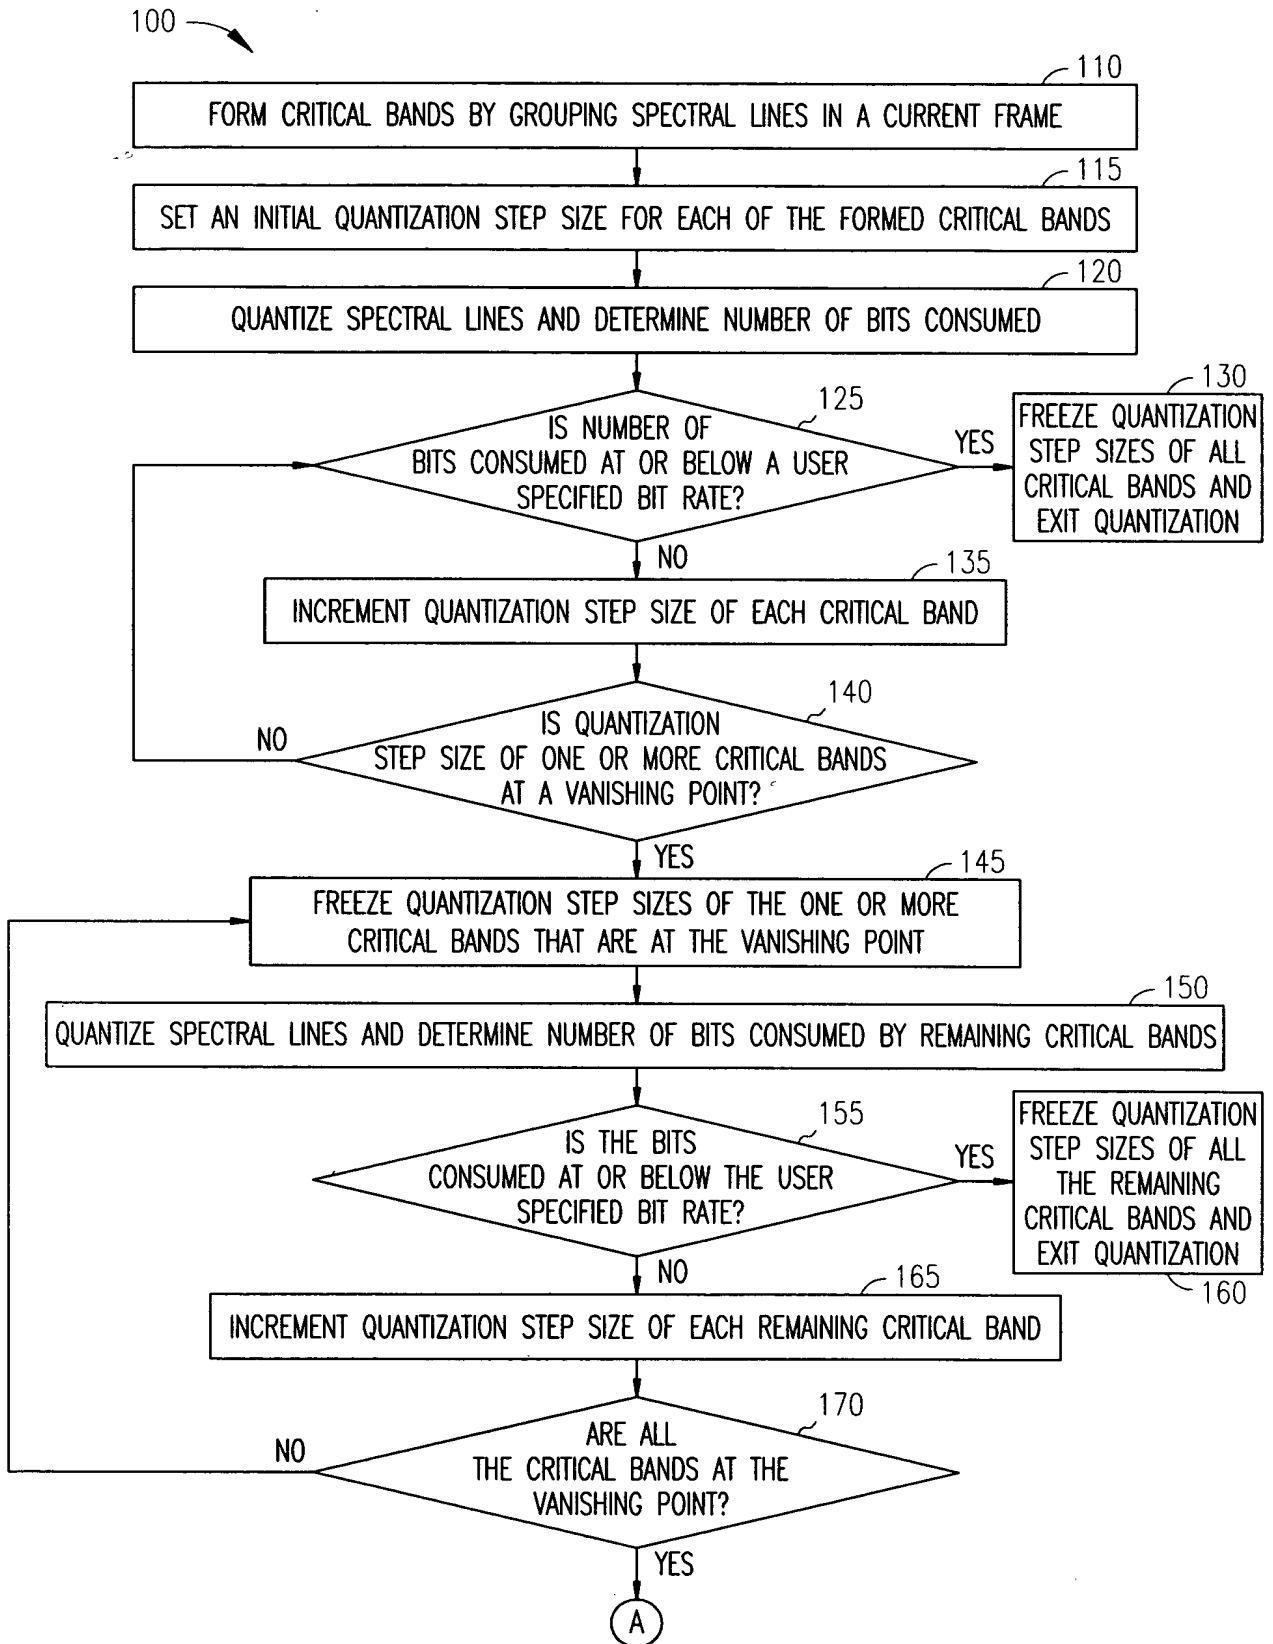 100
110
FORM CRITICAL BANDS BY GROUPING SPECTRAL LINES IN A CURRENT FRAME
115
SET AN INITIAL QUANTIZATION STEP SIZE FOR EACH OF THE FORMED CRITICAL BANDS
120
QUANTIZE SPECTRAL LINES AND DETERMINE NUMBER OF BITS CONSUMED
125
IS NUMBER OF
BITS CONSUMED AT OR BELOW A USER
SPECIFIED BIT RATE?
YES
130
FREEZE QUANTIZATION
STEP SIZES OF ALL
CRITICAL BANDS AND
EXIT QUANTIZATION
NO
135
INCREMENT QUANTIZATION STEP SIZE OF EACH CRITICAL BAND
140
IS QUANTIZATION
STEP SIZE OF ONE OR MORE CRITICAL BANDS
AT A VANISHING POINT?
NO
YES
145
FREEZE QUANTIZATION STEP SIZES OF THE ONE OR MORE
CRITICAL BANDS THAT ARE AT THE VANISHING POINT
150
QUANTIZE SPECTRAL LINES AND DETERMINE NUMBER OF BITS CONSUMED BY REMAINING CRITICAL BANDS
155
IS THE BITS
CONSUMED AT OR BELOW THE USER
SPECIFIED BIT RATE?
YES
FREEZE QUANTIZATION
STEP SIZES OF ALL
THE REMAINING
CRITICAL BANDS AND
EXIT QUANTIZATION
160
NO
165
INCREMENT QUANTIZATION STEP SIZE OF EACH REMAINING CRITICAL BAND
170
ARE ALL
THE CRITICAL BANDS AT THE
VANISHING POINT?
NO
YES
A